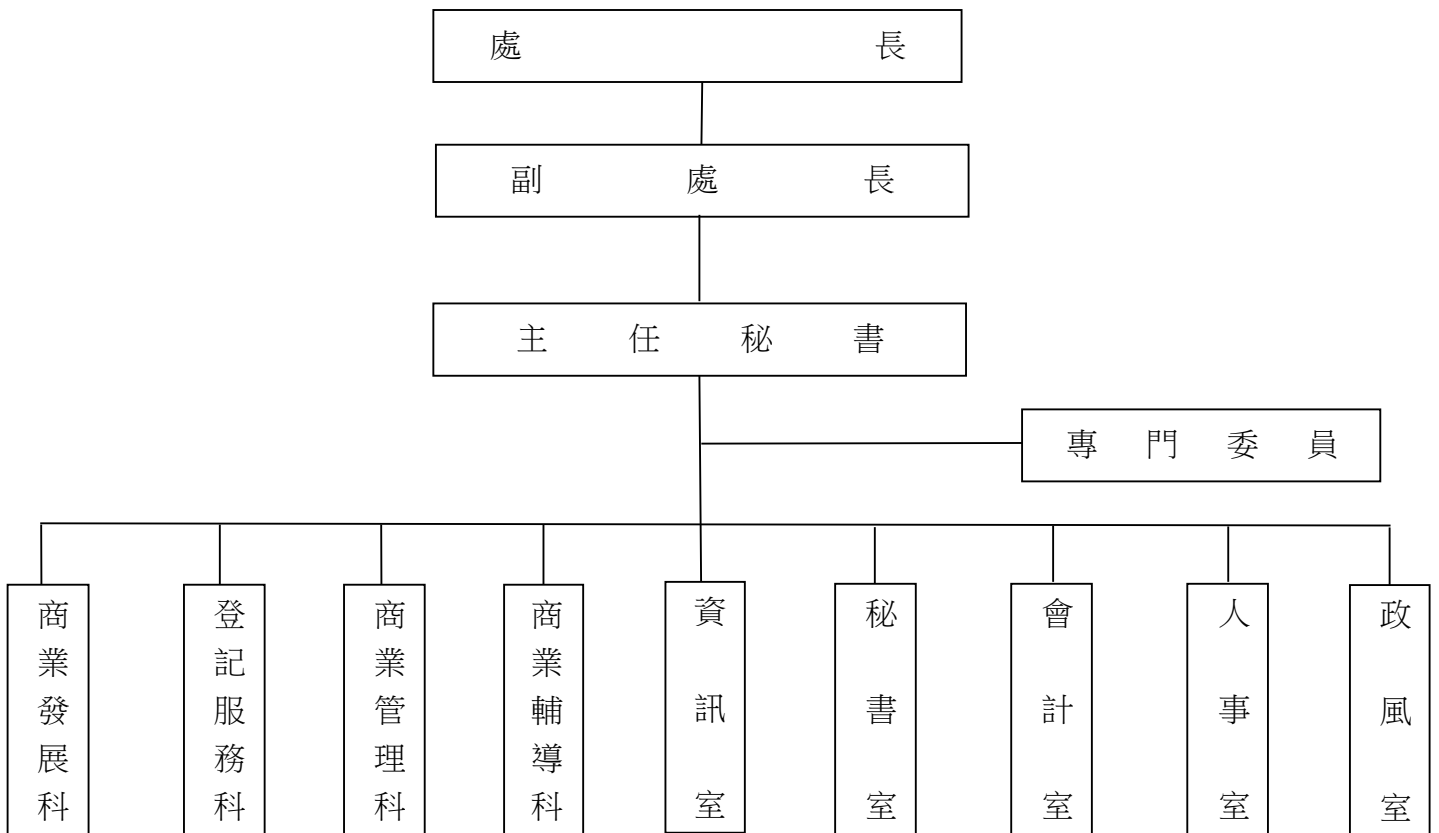 處長
副處長
主任秘書
專門委員
商業發展科
登記服務科
商業管理科
商業輔導科
資訊室
秘書室
會計室
人事室
政風室